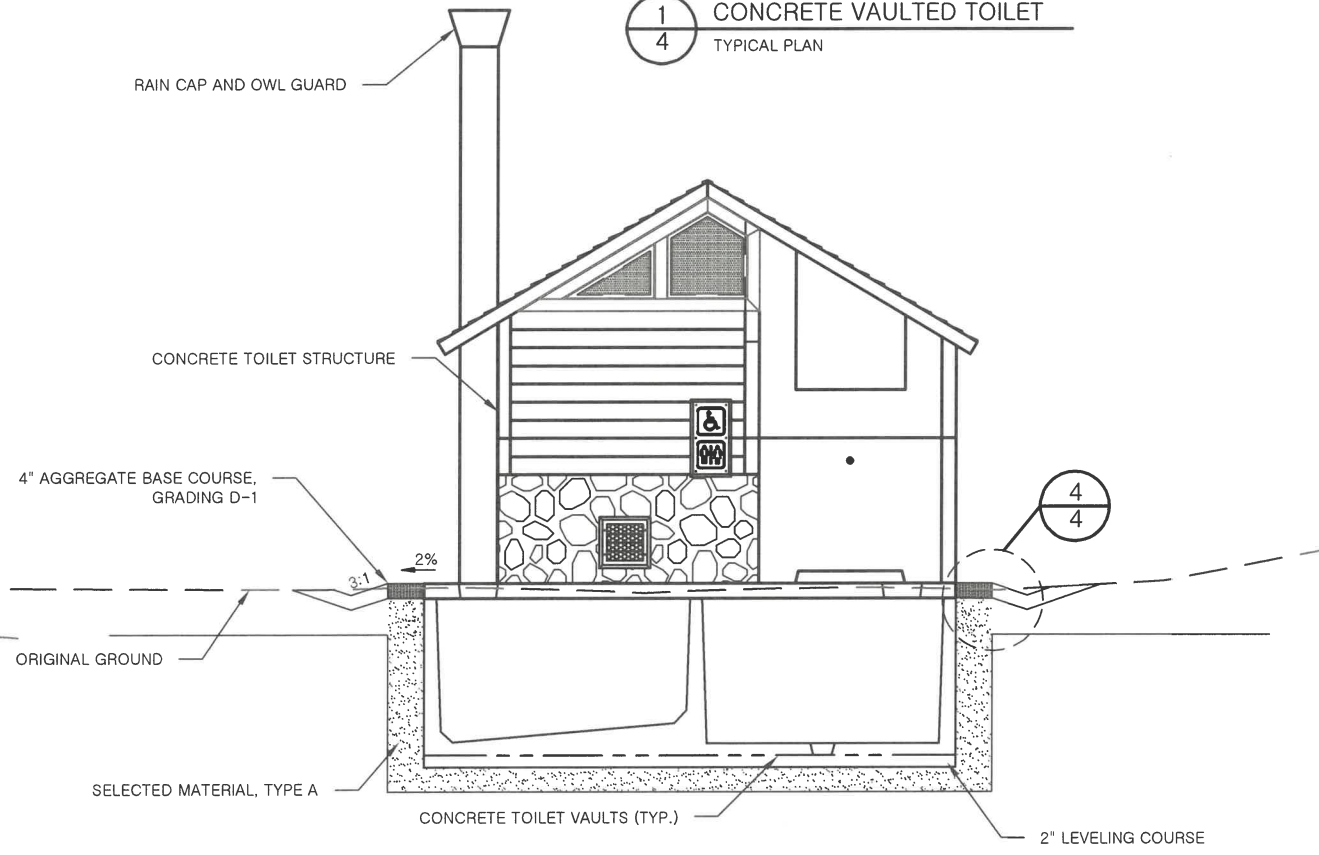 1
4
CONCRETE VAULTED TOILET
TYPICAL PLAN
RAIN CAP AND OWL GUARD
CONCRETE TOILET STRUCTURE
4" AGGREGATE BASE COURSE,
GRADING D-1
4
4
2%
3:1
ORIGINAL GROUND
SELECTED MATERIAL, TYPE A
CONCRETE TOILET VAULTS (TYP.)
2" LEVELING COURSE